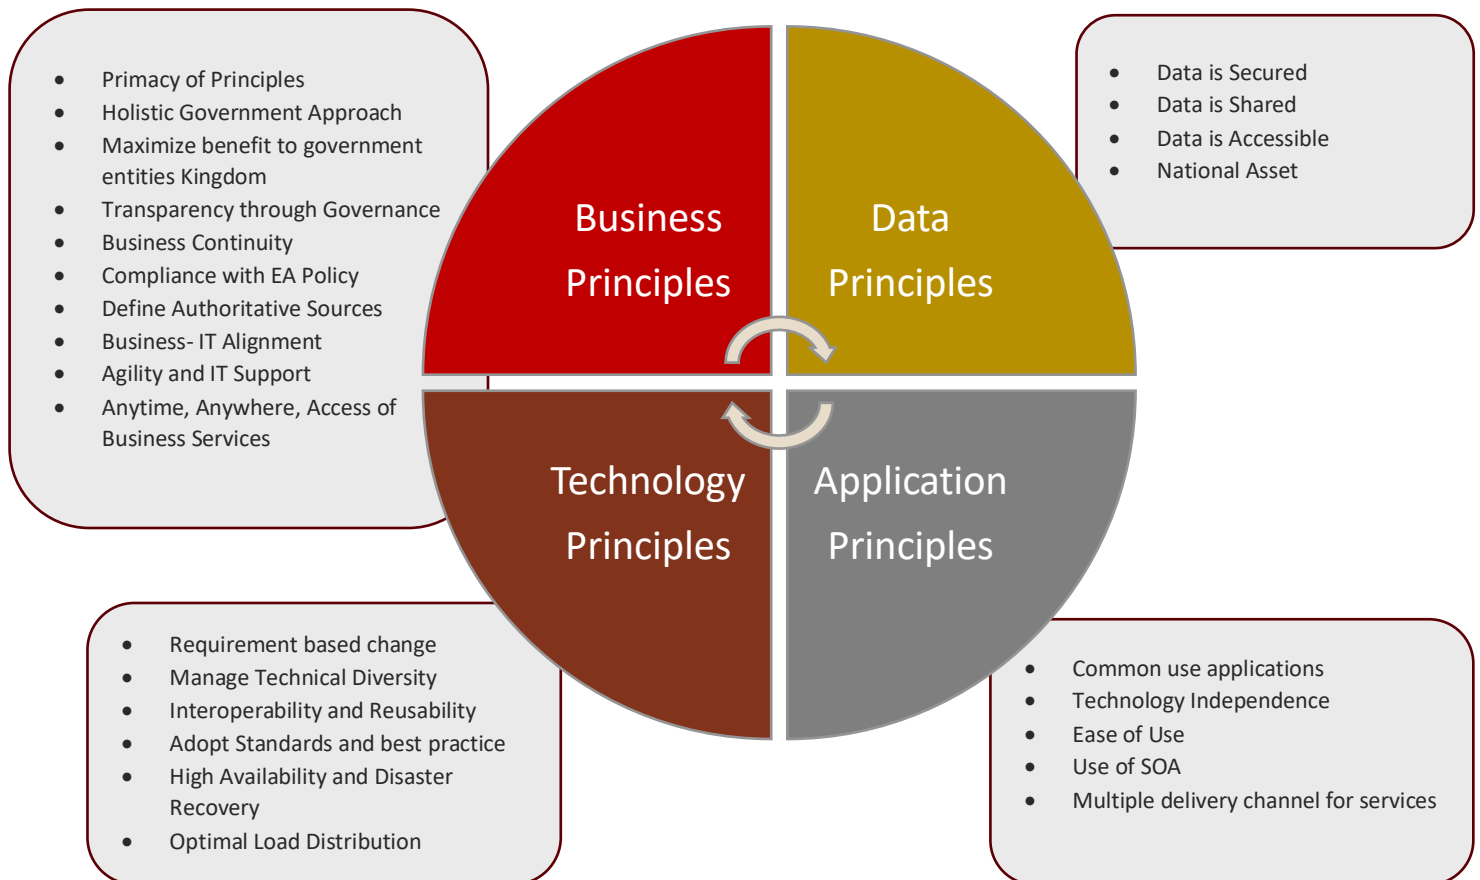 • Primacy of Principles
• Holistic Government Approach
• Maximize benefit to government
entities Kingdom
• Transparency through Governance
• Business Continuity
• Compliance with EA Policy
• Define Authoritative Sources
• Business- IT Alignment
• Agility and IT Support
• Anytime, Anywhere, Access of
Business Services
Business
Principles
Data
Principles
• Data is Secured
• Data is Shared
• Data is Accessible
• National Asset
Technology
Principles
Application
Principles
• Requirement based change
• Manage Technical Diversity
• Interoperability and Reusability
• Adopt Standards and best practice
• High Availability and Disaster
Recovery
• Optimal Load Distribution
• Common use applications
• Technology Independence
• Ease of Use
• Use of SOA
• Multiple delivery channel for services